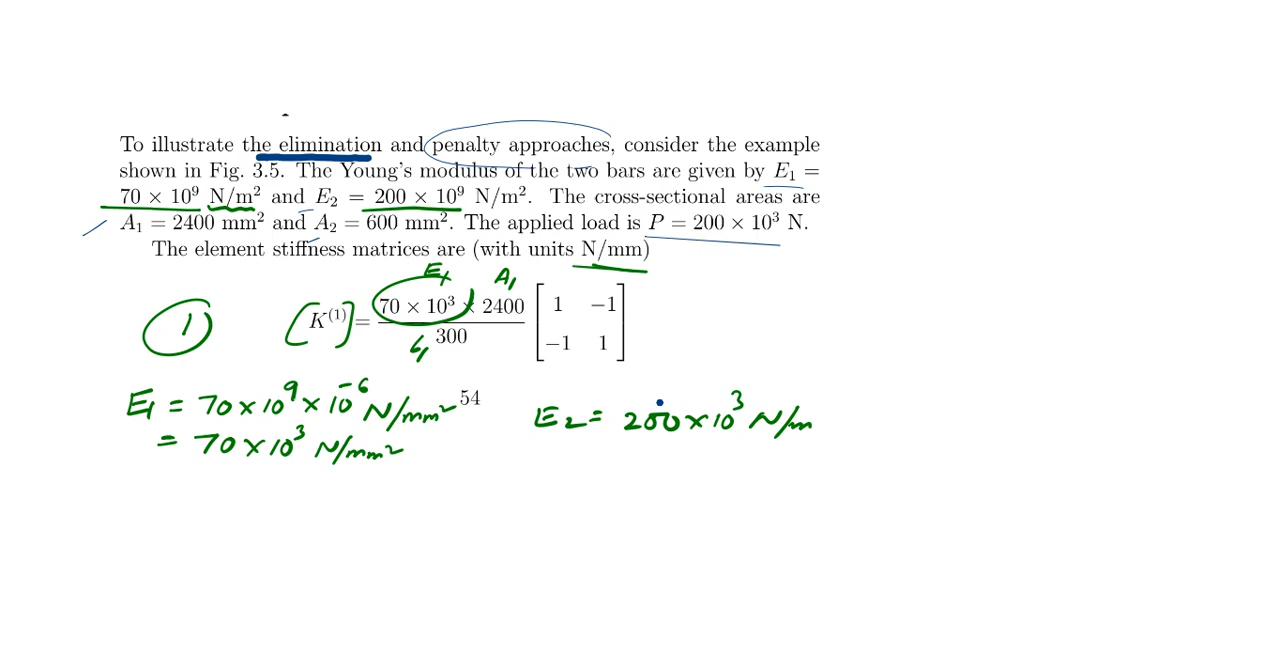 To illustrate the elimination and penalty approaches, consider the example
shown in Fig. 3.5. The Young's modulus of the two bars are given by E₁ =
70 × 10⁹ N/m² and E₂ = 200 × 10⁹ N/m². The cross-sectional areas are
A₁ = 2400 mm² and A₂ = 600 mm². The applied load is P = 200 × 10³ N.
The element stiffness matrices are (with units N/mm)
E₁ A₁
① [K⁽¹⁾] = 70 × 10³ × 2400 / 300 [1 −1; −1 1]
54
E₁ = 70 × 10⁹ × 10⁻⁶ N/mm²
= 70 × 10³ N/mm²
E₂ = 200 × 10³ N/m